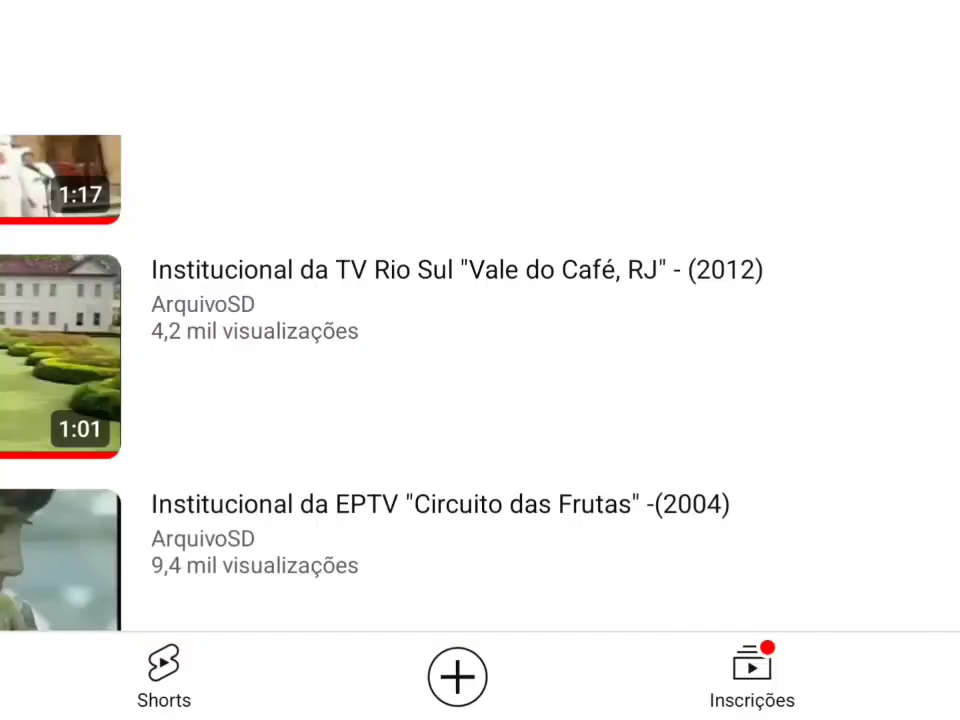 1:17
Institucional da TV Rio Sul "Vale do Café, RJ" - (2012)
ArquivoSD
4,2 mil visualizações
1:01
Institucional da EPTV "Circuito das Frutas" -(2004)
ArquivoSD
9,4 mil visualizações
Shorts
Inscrições